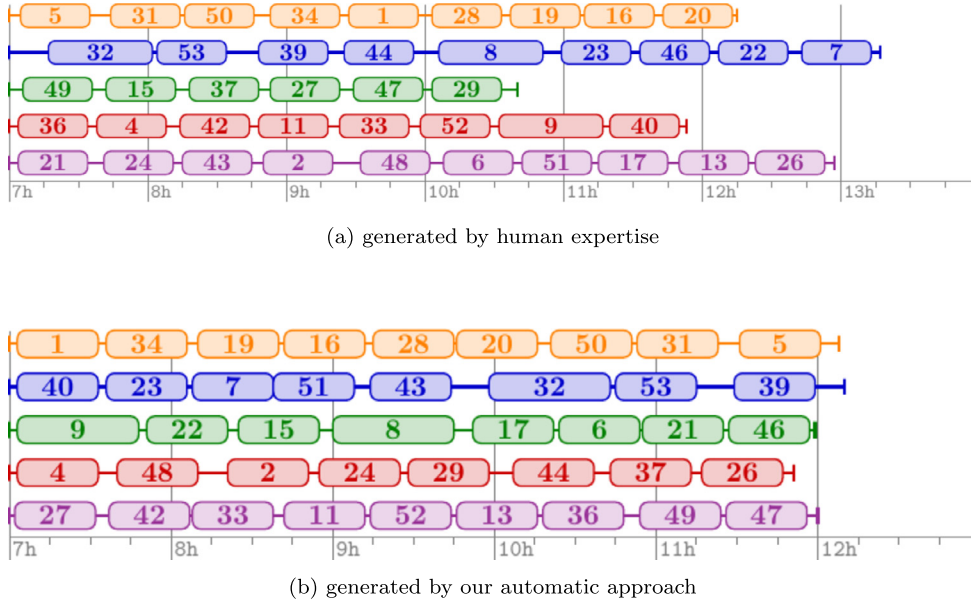 5 31 50 34 1 28 19 16 20
32 53 39 44 8 23 46 22 7
49 15 37 27 47 29
36 4 42 11 33 52 9 40
21 24 43 2 48 6 51 17 13 26
7h 8h 9h 10h 11h 12h 13h
(a) generated by human expertise
1 34 19 16 28 20 50 31 5
40 23 7 51 43 32 53 39
9 22 15 8 17 6 21 46
4 48 2 24 29 44 37 26
27 42 33 11 52 13 36 49 47
7h 8h 9h 10h 11h 12h
(b) generated by our automatic approach